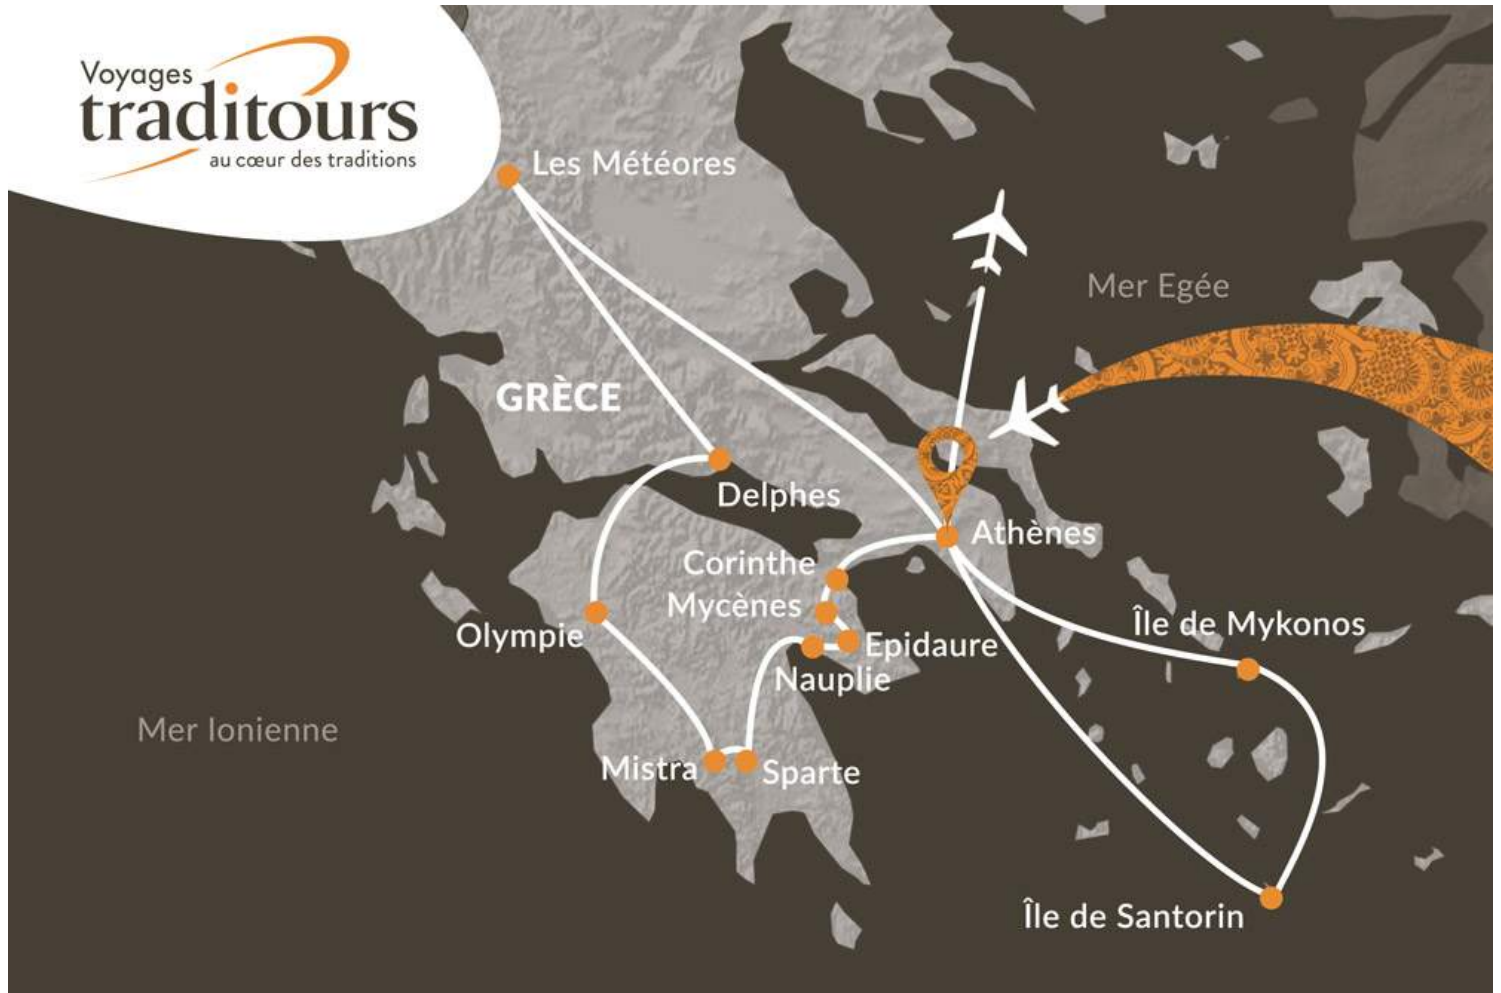 Voyages
traditours
au cœur des traditions
Les Météores
Mer Egée
GRÈCE
Delphes
Athènes
Corinthe
Mycènes
Île de Mykonos
Olympie
Epidaure
Nauplie
Mer Ionienne
Mistra
Sparte
Île de Santorin